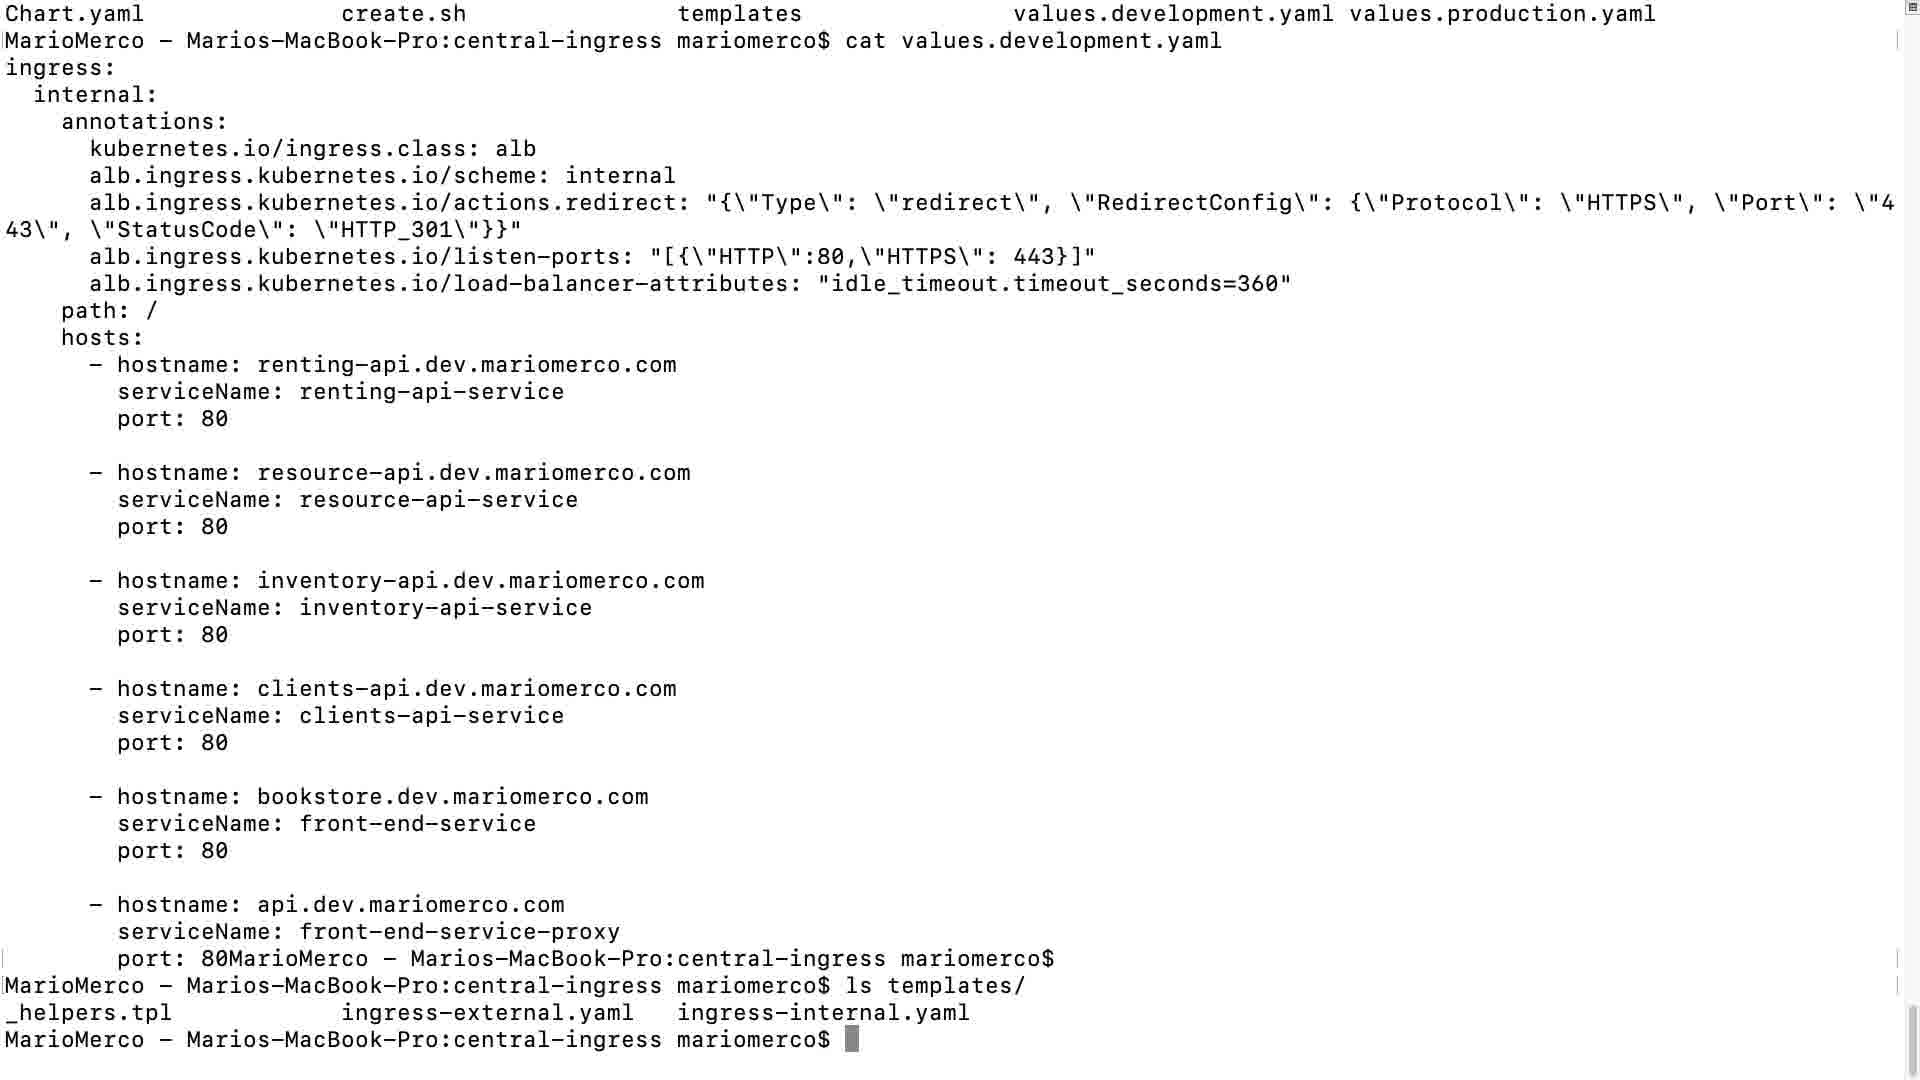 Chart.yaml create.sh templates values.development.yaml values.production.yaml
MarioMerco – Marios-MacBook-Pro:central-ingress mariomerco$ cat values.development.yaml
ingress:
  internal:
    annotations:
      kubernetes.io/ingress.class: alb
      alb.ingress.kubernetes.io/scheme: internal
      alb.ingress.kubernetes.io/actions.redirect: "{\"Type\": \"redirect\", \"RedirectConfig\": {\"Protocol\": \"HTTPS\", \"Port\": \"4
43\", \"StatusCode\": \"HTTP_301\"}}"
      alb.ingress.kubernetes.io/listen-ports: "[{\"HTTP\":80,\"HTTPS\": 443}]"
      alb.ingress.kubernetes.io/load-balancer-attributes: "idle_timeout.timeout_seconds=360"
    path: /
    hosts:
      - hostname: renting-api.dev.mariomerco.com
        serviceName: renting-api-service
        port: 80
      - hostname: resource-api.dev.mariomerco.com
        serviceName: resource-api-service
        port: 80
      - hostname: inventory-api.dev.mariomerco.com
        serviceName: inventory-api-service
        port: 80
      - hostname: clients-api.dev.mariomerco.com
        serviceName: clients-api-service
        port: 80
      - hostname: bookstore.dev.mariomerco.com
        serviceName: front-end-service
        port: 80
      - hostname: api.dev.mariomerco.com
        serviceName: front-end-service-proxy
        port: 80MarioMerco – Marios-MacBook-Pro:central-ingress mariomerco$
MarioMerco – Marios-MacBook-Pro:central-ingress mariomerco$ ls templates/
_helpers.tpl ingress-external.yaml ingress-internal.yaml
MarioMerco – Marios-MacBook-Pro:central-ingress mariomerco$